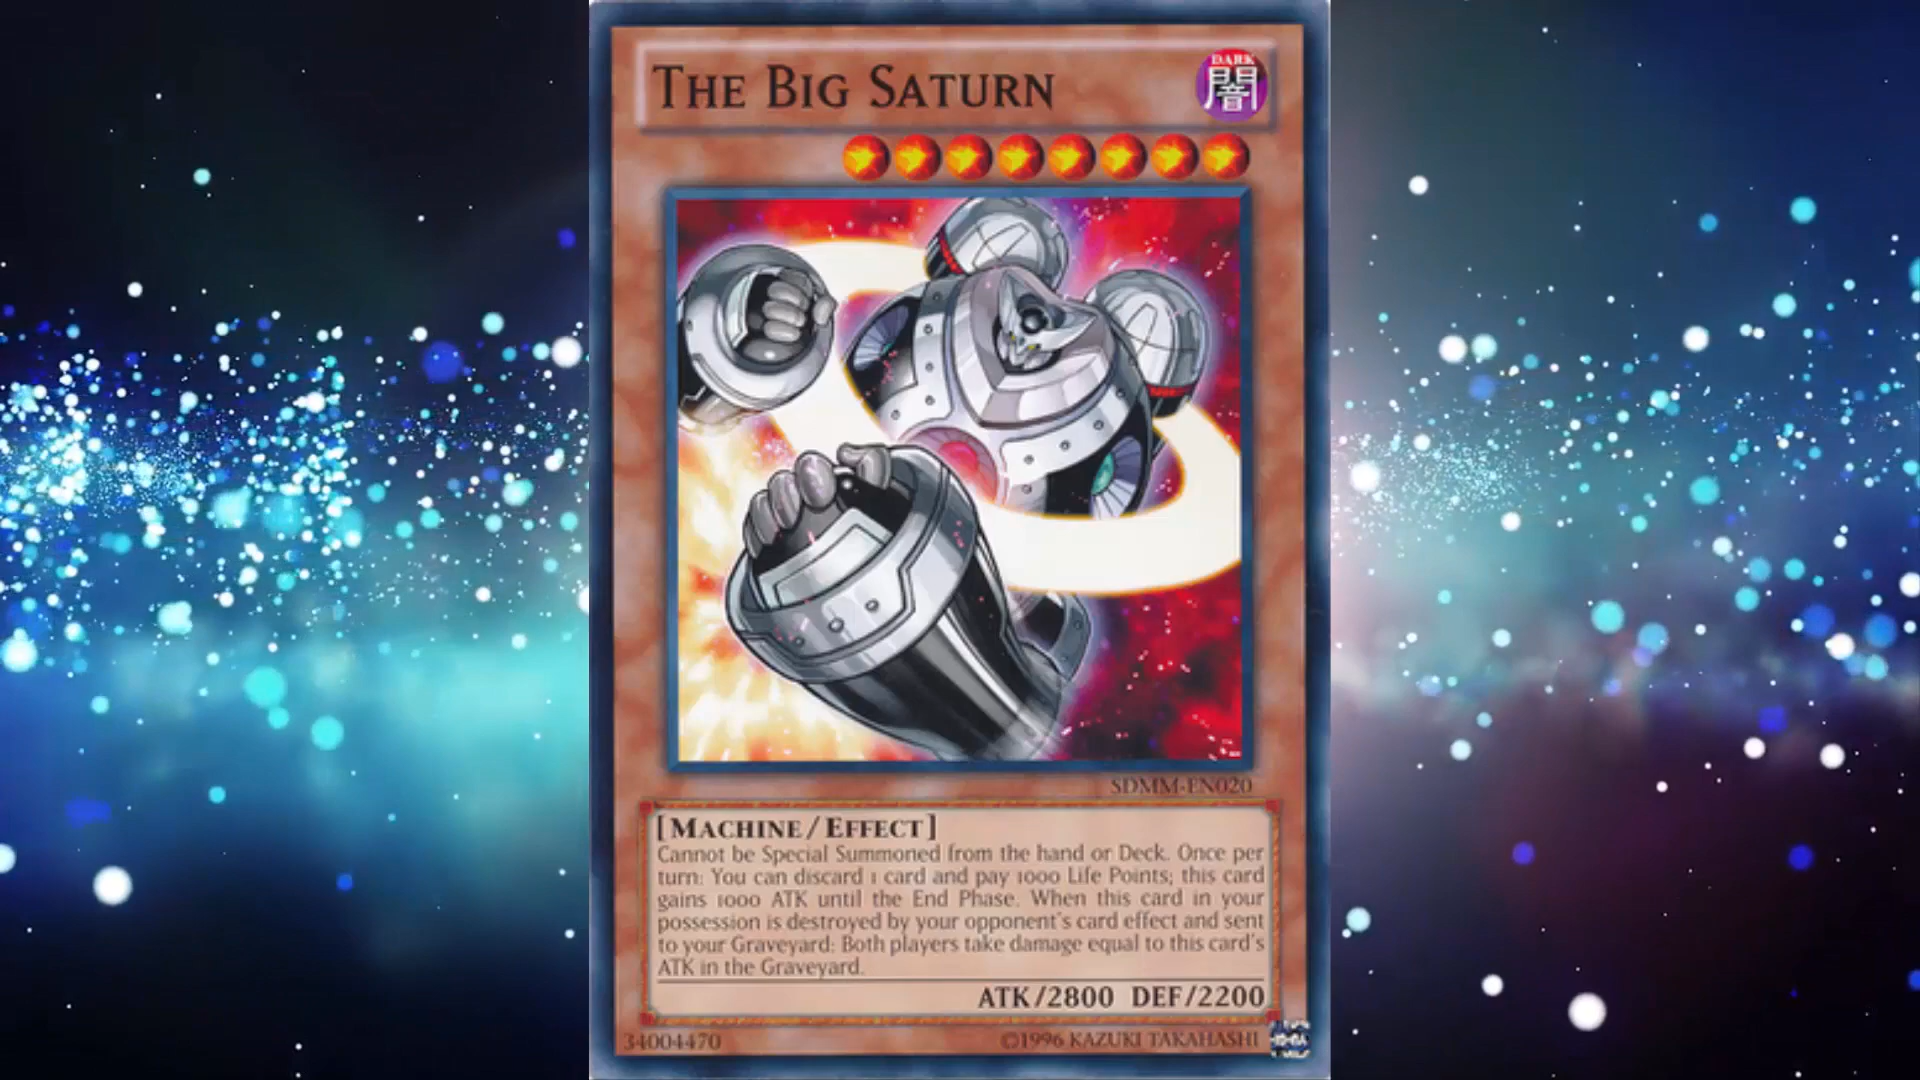 THE BIG SATURN
DARK
闇
SDMM-EN020
[MACHINE/EFFECT]
Cannot be Special Summoned from the hand or Deck. Once per
turn: You can discard 1 card and pay 1000 Life Points; this card
gains 1000 ATK until the End Phase. When this card in your
possession is destroyed by your opponent's card effect and sent
to your Graveyard: Both players take damage equal to this card's
ATK in the Graveyard.
ATK/2800 DEF/2200
34004470
©1996 KAZUKI TAKAHASHI